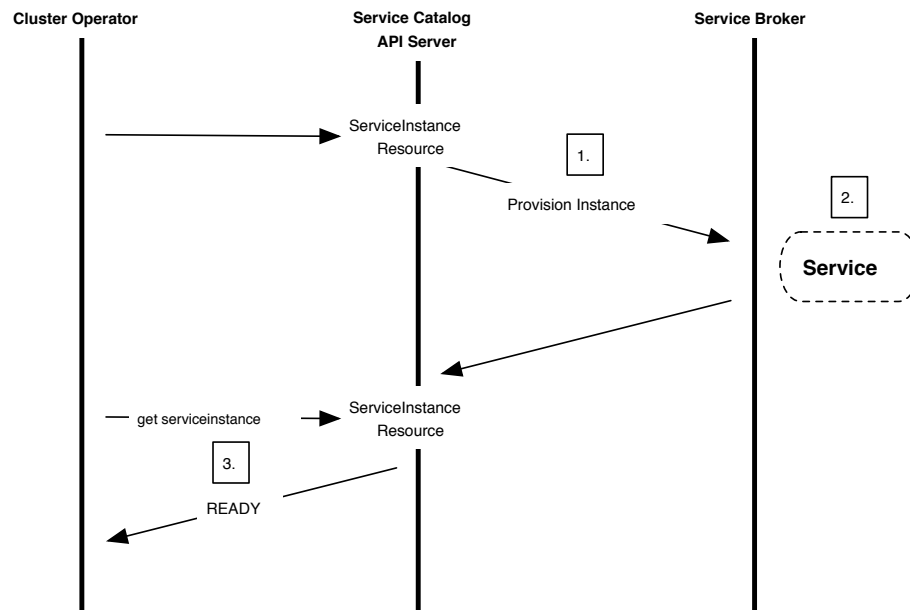 Cluster Operator
Service Catalog
API Server
Service Broker
ServiceInstance
Resource
1.
Provision Instance
2.
Service
ServiceInstance
Resource
get serviceinstance
3.
READY